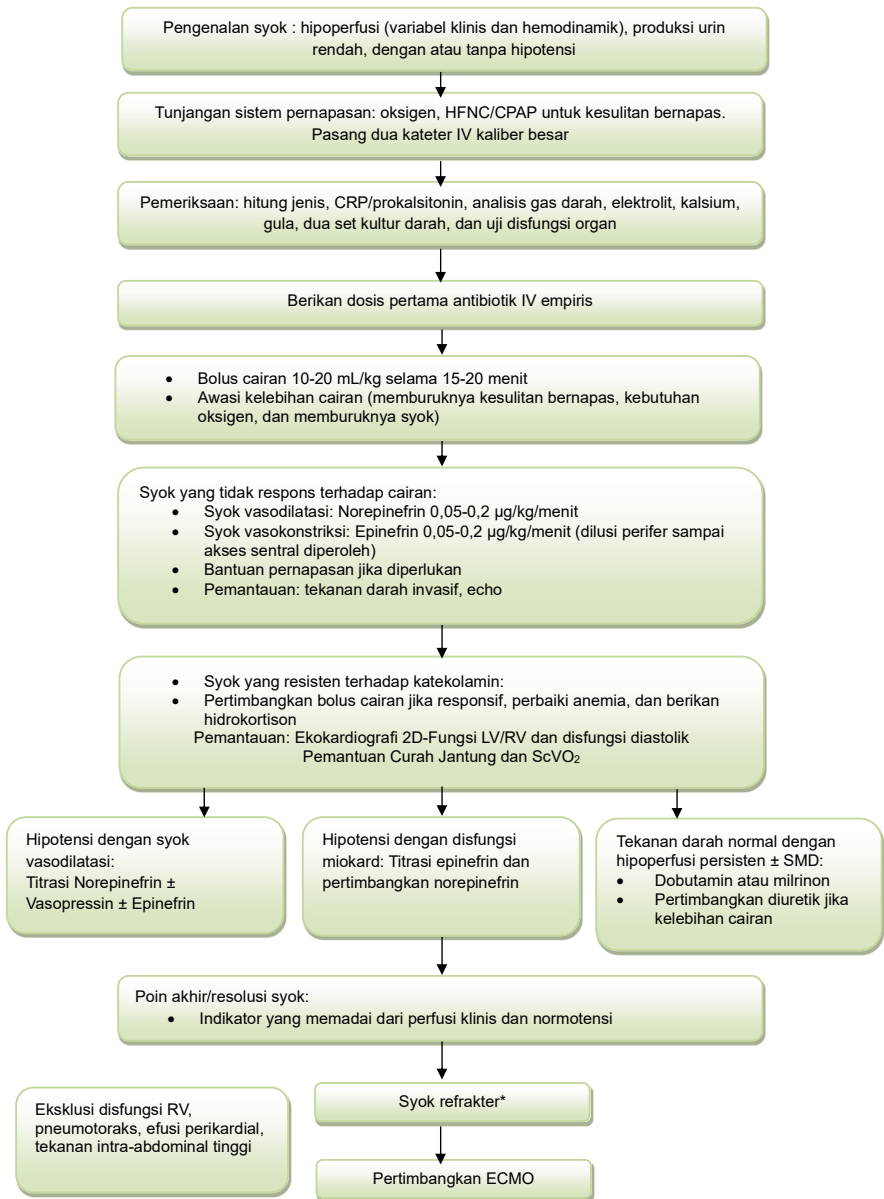 Pengenalan syok : hipoperfusi (variabel klinis dan hemodinamik), produksi urin
rendah, dengan atau tanpa hipotensi
Tunjangan sistem pernapasan: oksigen, HFNC/CPAP untuk kesulitan bernapas.
Pasang dua kateter IV kaliber besar
Pemeriksaan: hitung jenis, CRP/prokalsitonin, analisis gas darah, elektrolit, kalsium,
gula, dua set kultur darah, dan uji disfungsi organ
Berikan dosis pertama antibiotik IV empiris
• Bolus cairan 10-20 mL/kg selama 15-20 menit
• Awasi kelebihan cairan (memburuknya kesulitan bernapas, kebutuhan
oksigen, dan memburuknya syok)
Syok yang tidak respons terhadap cairan:
• Syok vasodilatasi: Norepinefrin 0,05-0,2 µg/kg/menit
• Syok vasokonstriksi: Epinefrin 0,05-0,2 µg/kg/menit (dilusi perifer sampai
akses sentral diperoleh)
• Bantuan pernapasan jika diperlukan
• Pemantauan: tekanan darah invasif, echo
• Syok yang resisten terhadap katekolamin:
• Pertimbangkan bolus cairan jika responsif, perbaiki anemia, dan berikan
hidrokortison
Pemantauan: Ekokardiografi 2D-Fungsi LV/RV dan disfungsi diastolik
Pemantuan Curah Jantung dan ScVO₂
Hipotensi dengan syok
vasodilatasi:
Titrasi Norepinefrin ±
Vasopressin ± Epinefrin
Hipotensi dengan disfungsi
miokard: Titrasi epinefrin dan
pertimbangkan norepinefrin
Tekanan darah normal dengan
hipoperfusi persisten ± SMD:
• Dobutamin atau milrinon
• Pertimbangkan diuretik jika
kelebihan cairan
Poin akhir/resolusi syok:
• Indikator yang memadai dari perfusi klinis dan normotensi
Syok refrakter*
Eksklusi disfungsi RV,
pneumotoraks, efusi perikardial,
tekanan intra-abdominal tinggi
Pertimbangkan ECMO